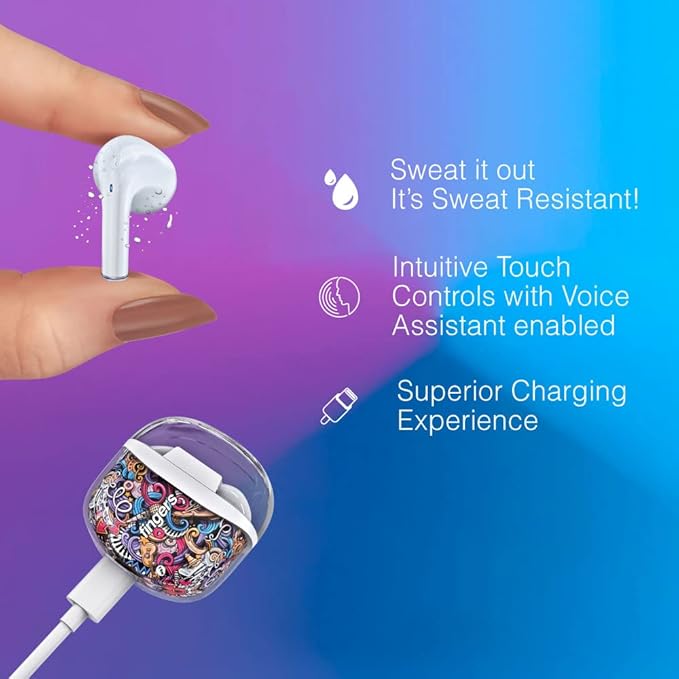 Sweat it out
It's Sweat Resistant!
Intuitive Touch
Controls with Voice
Assistant enabled
Superior Charging
Experience
fingers